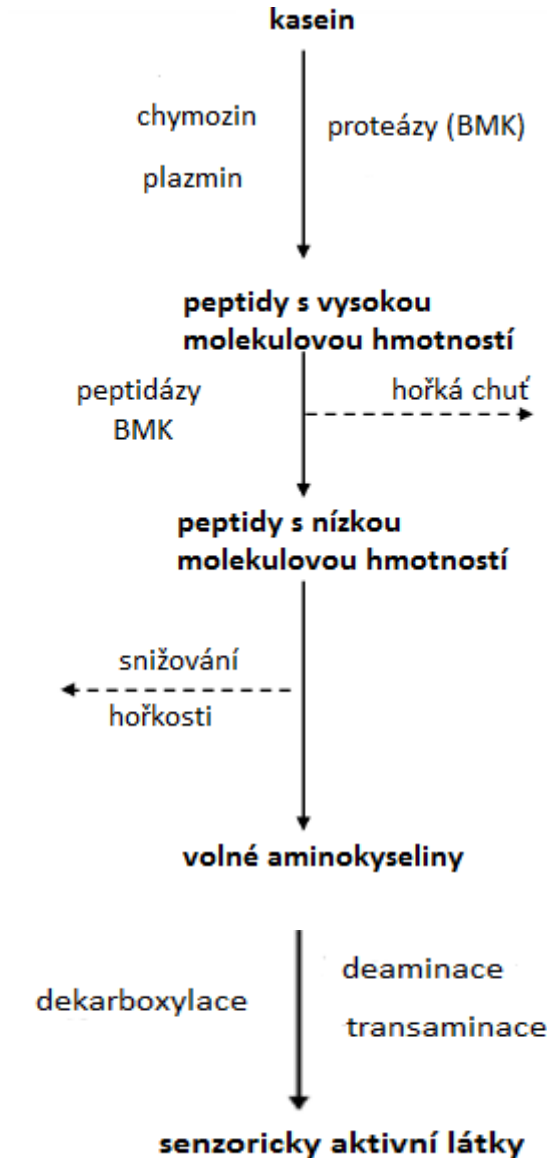 kasein
chymozin
proteázy (BMK)
plazmin
peptidy s vysokou
molekulovou hmotností
peptidázy
BMK
hořká chuť
peptidy s nízkou
molekulovou hmotností
snižování
hořkosti
volné aminokyseliny
deaminace
dekarboxylace
transaminace
senzoricky aktivní látky